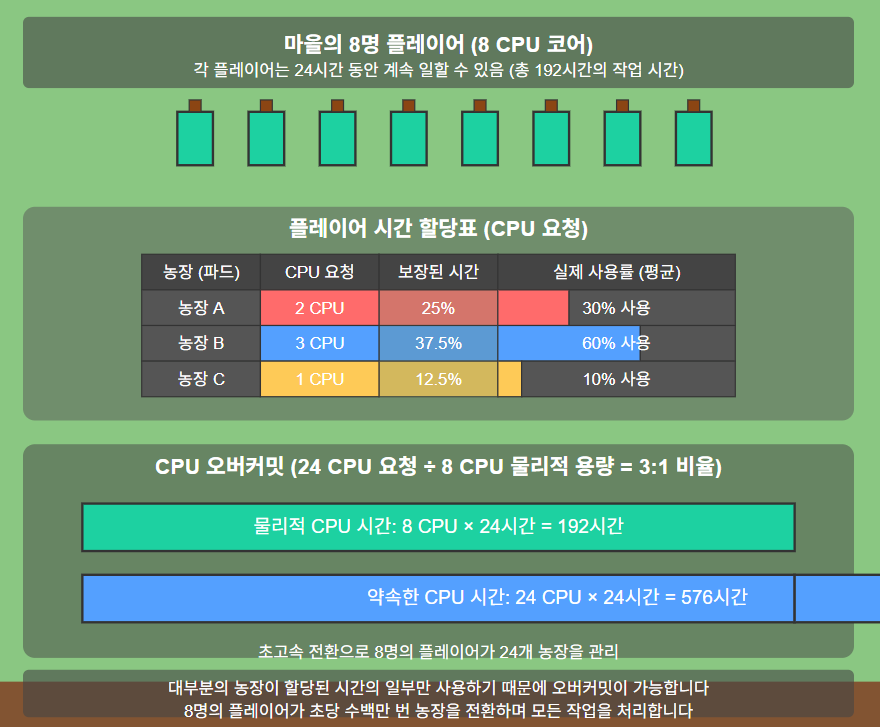 마을의 8명 플레이어 (8 CPU 코어)
각 플레이어는 24시간 동안 계속 일할 수 있음 (총 192시간의 작업 시간)
플레이어 시간 할당표 (CPU 요청)
농장 (파드) CPU 요청 보장된 시간 실제 사용률 (평균)
농장 A 2 CPU 25% 30% 사용
농장 B 3 CPU 37.5% 60% 사용
농장 C 1 CPU 12.5% 10% 사용
CPU 오버커밋 (24 CPU 요청 ÷ 8 CPU 물리적 용량 = 3:1 비율)
물리적 CPU 시간: 8 CPU × 24시간 = 192시간
약속한 CPU 시간: 24 CPU × 24시간 = 576시간
초고속 전환으로 8명의 플레이어가 24개 농장을 관리
대부분의 농장이 할당된 시간의 일부만 사용하기 때문에 오버커밋이 가능합니다
8명의 플레이어가 초당 수백만 번 농장을 전환하며 모든 작업을 처리합니다